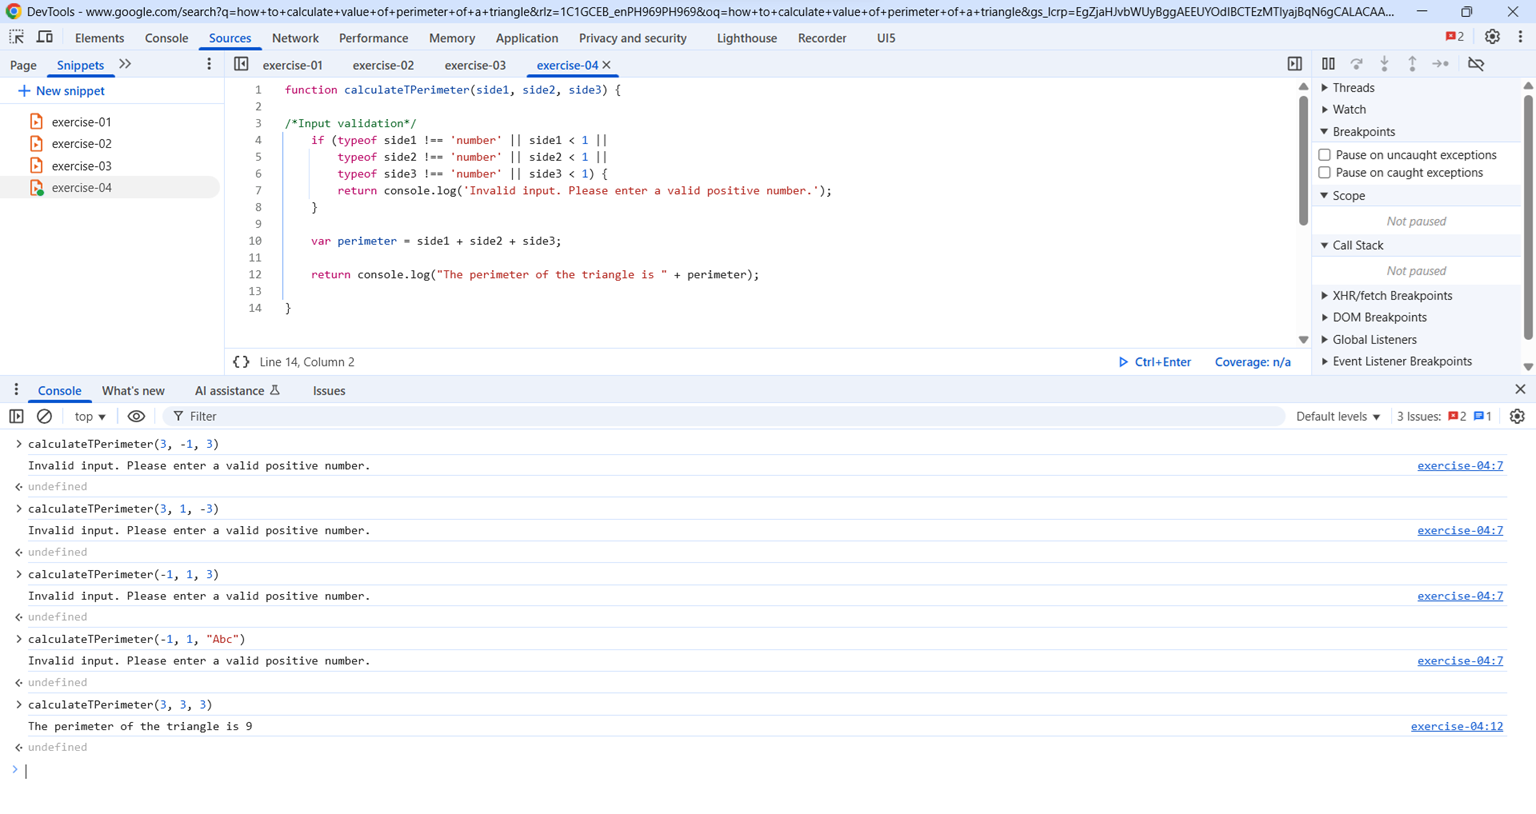 DevTools - www.google.com/search?q=how+to+calculate+value+of+perimeter+of+a+triangle&rlz=1C1GCEB_enPH969PH969&oq=how+to+calculate+value+of+perimeter+of+a+triangle&gs_lcrp=EgZjaHJvbWUyBggAEEUYOdIBCTEzMTIyajBqN6gCALACAA...
Elements Console Sources Network Performance Memory Application Privacy and security Lighthouse Recorder UI5 2
Page Snippets exercise-01 exercise-02 exercise-03 exercise-04
New snippet
exercise-01
exercise-02
exercise-03
exercise-04
1 function calculateTPerimeter(side1, side2, side3) {
2
3 /*Input validation*/
4 if (typeof side1 !== 'number' || side1 < 1 ||
5 typeof side2 !== 'number' || side2 < 1 ||
6 typeof side3 !== 'number' || side3 < 1) {
7 return console.log('Invalid input. Please enter a valid positive number.');
8 }
9
10 var perimeter = side1 + side2 + side3;
11
12 return console.log("The perimeter of the triangle is " + perimeter);
13
14 }
{} Line 14, Column 2 Ctrl+Enter Coverage: n/a
Threads
Watch
Breakpoints
Pause on uncaught exceptions
Pause on caught exceptions
Scope
Not paused
Call Stack
Not paused
XHR/fetch Breakpoints
DOM Breakpoints
Global Listeners
Event Listener Breakpoints
Console What's new AI assistance Issues
top Filter Default levels 3 Issues: 2 1
calculateTPerimeter(3, -1, 3)
Invalid input. Please enter a valid positive number. exercise-04:7
undefined
calculateTPerimeter(3, 1, -3)
Invalid input. Please enter a valid positive number. exercise-04:7
undefined
calculateTPerimeter(-1, 1, 3)
Invalid input. Please enter a valid positive number. exercise-04:7
undefined
calculateTPerimeter(-1, 1, "Abc")
Invalid input. Please enter a valid positive number. exercise-04:7
undefined
calculateTPerimeter(3, 3, 3)
The perimeter of the triangle is 9 exercise-04:12
undefined